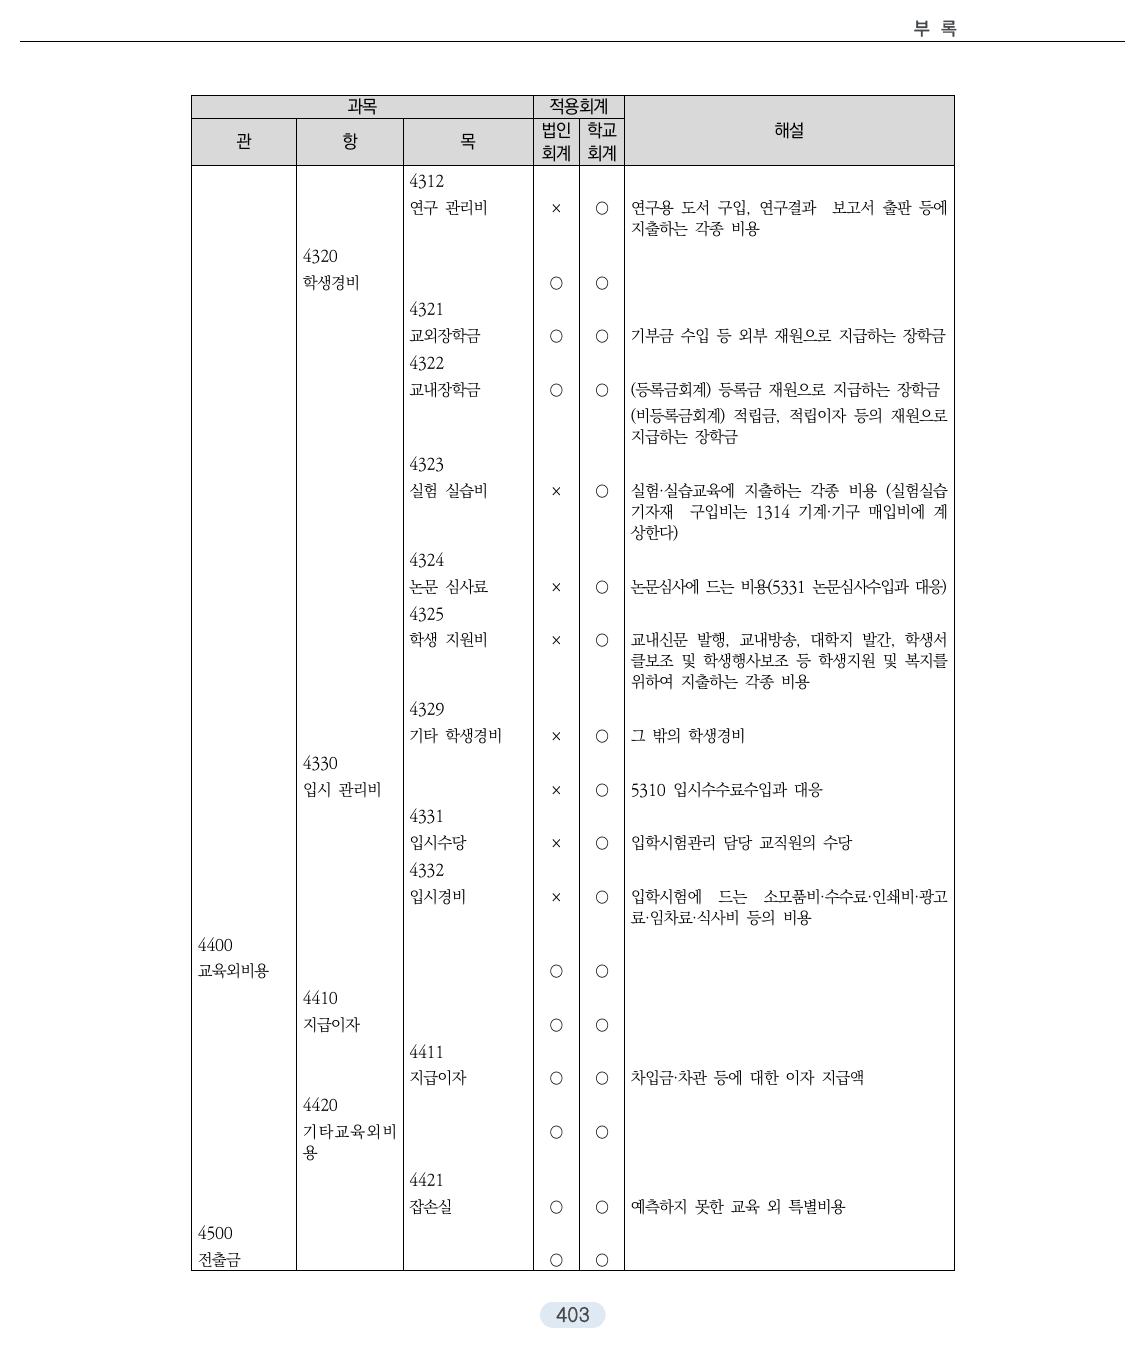 부 록
과목 적용회계 해설
관 항 목 법인 학교
회계 회계
4312
연구 관리비 × ○ 연구용 도서 구입, 연구결과 보고서 출판 등에
지출하는 각종 비용
4320
학생경비 ○ ○
4321
교외장학금 ○ ○ 기부금 수입 등 외부 재원으로 지급하는 장학금
4322
교내장학금 ○ ○ (등록금회계) 등록금 재원으로 지급하는 장학금
(비등록금회계) 적립금, 적립이자 등의 재원으로
지급하는 장학금
4323
실험 실습비 × ○ 실험·실습교육에 지출하는 각종 비용 (실험실습
기자재 구입비는 1314 기계·기구 매입비에 계
상한다)
4324
논문 심사료 × ○ 논문심사에 드는 비용(5331 논문심사수입과 대응)
4325
학생 지원비 × ○ 교내신문 발행, 교내방송, 대학지 발간, 학생서
클보조 및 학생행사보조 등 학생지원 및 복지를
위하여 지출하는 각종 비용
4329
기타 학생경비 × ○ 그 밖의 학생경비
4330
입시 관리비 × ○ 5310 입시수수료수입과 대응
4331
입시수당 × ○ 입학시험관리 담당 교직원의 수당
4332
입시경비 × ○ 입학시험에 드는 소모품비·수수료·인쇄비·광고
료·임차료·식사비 등의 비용
4400
교육외비용 ○ ○
4410
지급이자 ○ ○
4411
지급이자 ○ ○ 차입금·차관 등에 대한 이자 지급액
4420
기타교육외비 ○ ○
용
4421
잡손실 ○ ○ 예측하지 못한 교육 외 특별비용
4500
전출금 ○ ○
403